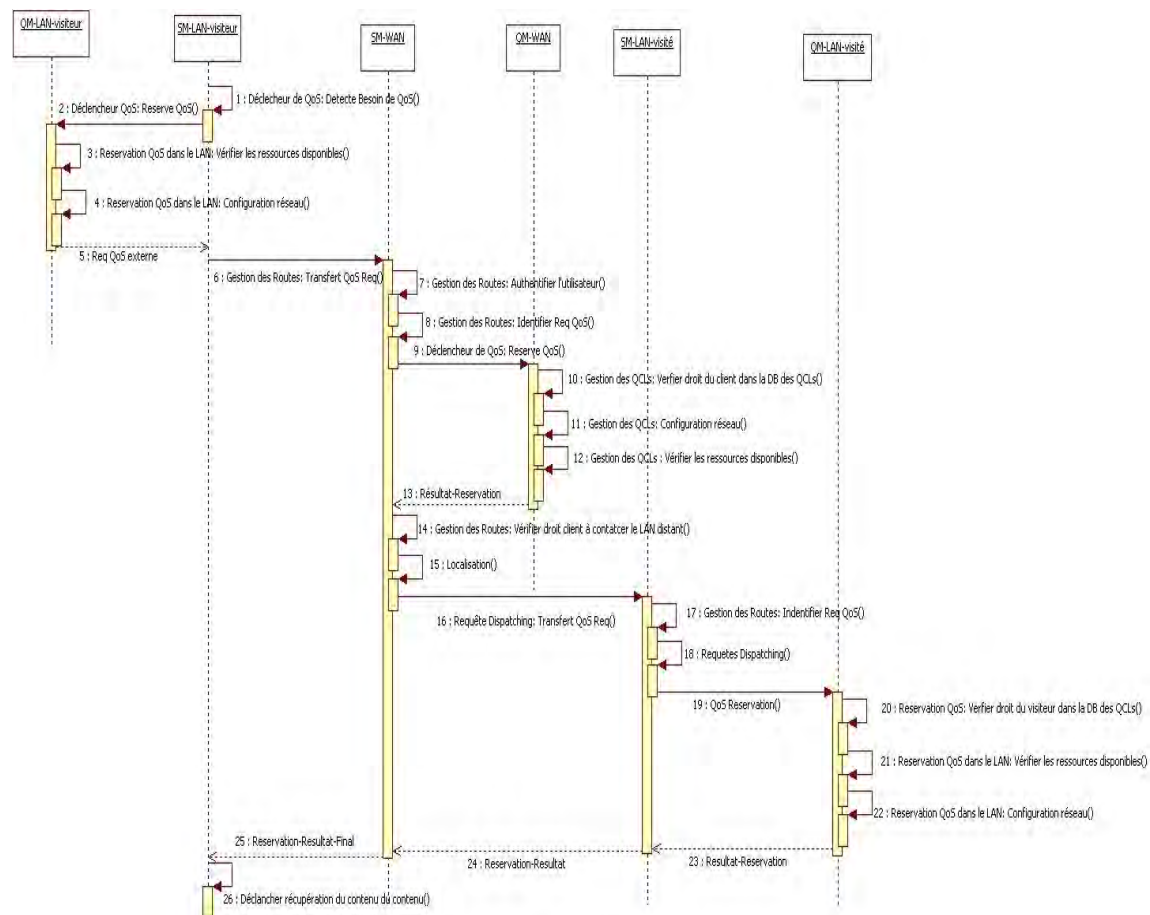 QM-LAN-visiteur
SM-LAN-visiteur
SM-WAN
QM-WAN
SM-LAN-visité
QM-LAN-visité
1 : Déclecheur de QoS: Detecte Besoin de QoS()
2 : Déclencheur QoS: Reserve QoS()
3 : Reservation QoS dans le LAN: Vérifier les ressources disponibles()
4 : Reservation QoS dans le LAN: Configuration réseau()
5 : Req QoS externe
6 : Gestion des Routes: Transfert QoS Req()
7 : Gestion des Routes: Authentifier l'utilisateur()
8 : Gestion des Routes: Identifier Req QoS()
9 : Déclencheur de QoS: Reserve QoS()
10 : Gestion des QCLs: Verfier droit du client dans la DB des QCLs()
11 : Gestion des QCLs: Configuration réseau()
12 : Gestion des QCLs : Vérifier les ressources disponibles()
13 : Résultat-Reservation
14 : Gestion des Routes: Vérifier droit client à contatcer le LAN distant()
15 : Localisation()
16 : Requête Dispatching: Transfert QoS Req()
17 : Gestion des Routes: Indentifier Req QoS()
18 : Requetes Dispatching()
19 : QoS Reservation()
20 : Reservation QoS: Verfier droit du visiteur dans la DB des QCLs()
21 : Reservation QoS dans le LAN: Vérifier les ressources disponibles()
22 : Reservation QoS dans le LAN: Configuration réseau()
23 : Resultat-Reservation
24 : Reservation-Resultat
25 : Reservation-Resultat-Final
26 : Déclancher récupération du contenu du contenu()